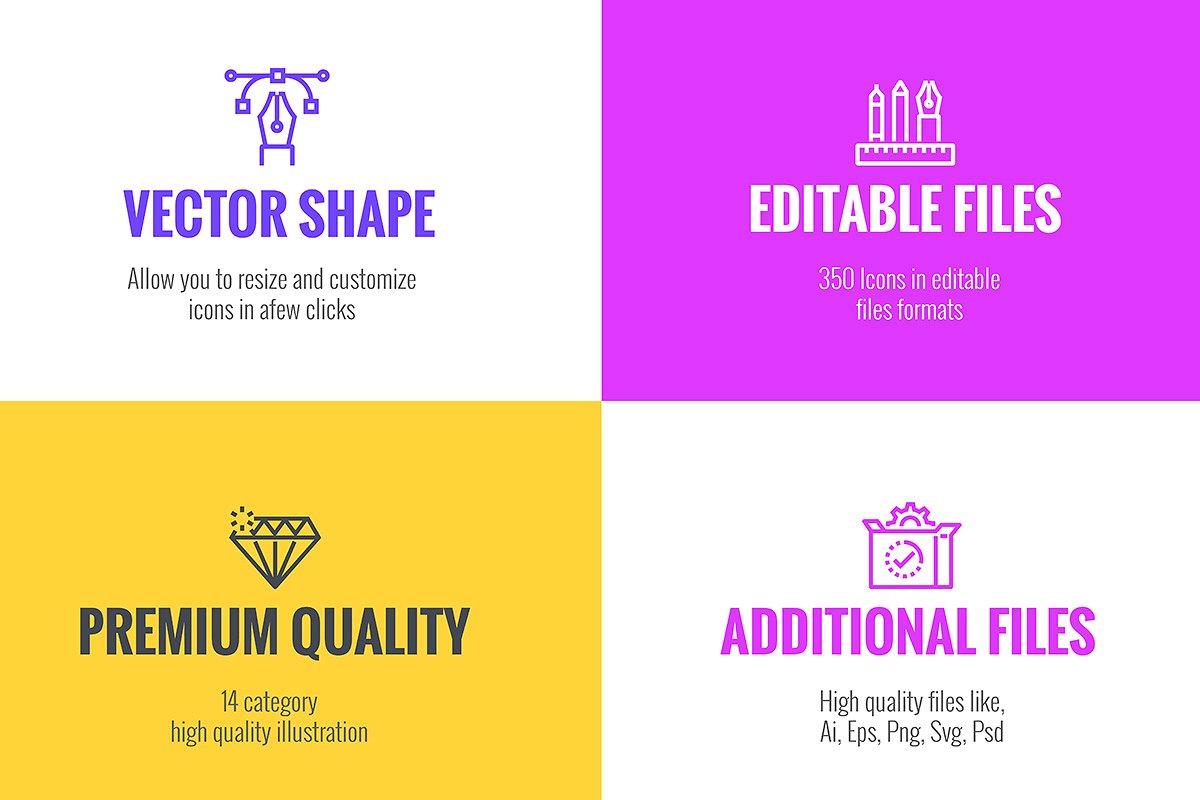 VECTOR SHAPE
Allow you to resize and customize
icons in afew clicks
EDITABLE FILES
350 Icons in editable
files formats
PREMIUM QUALITY
14 category
high quality illustration
ADDITIONAL FILES
High quality files like,
Ai, Eps, Png, Svg, Psd